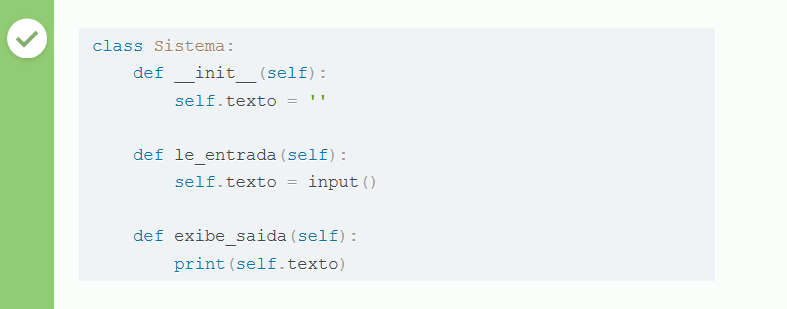 class Sistema:
    def __init__(self):
        self.texto = ''

    def le_entrada(self):
        self.texto = input()

    def exibe_saida(self):
        print(self.texto)